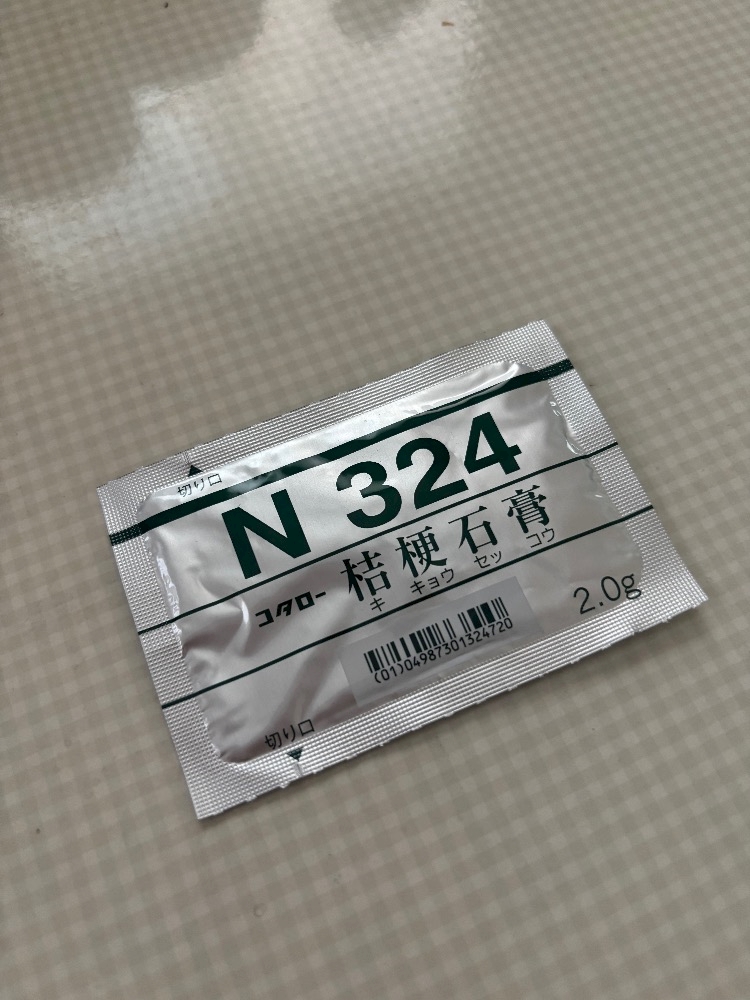 切り口
N 324
コタロー 桔梗石膏
キ キョウ セッ コウ
2.0g
(01)04987301324720
切り口